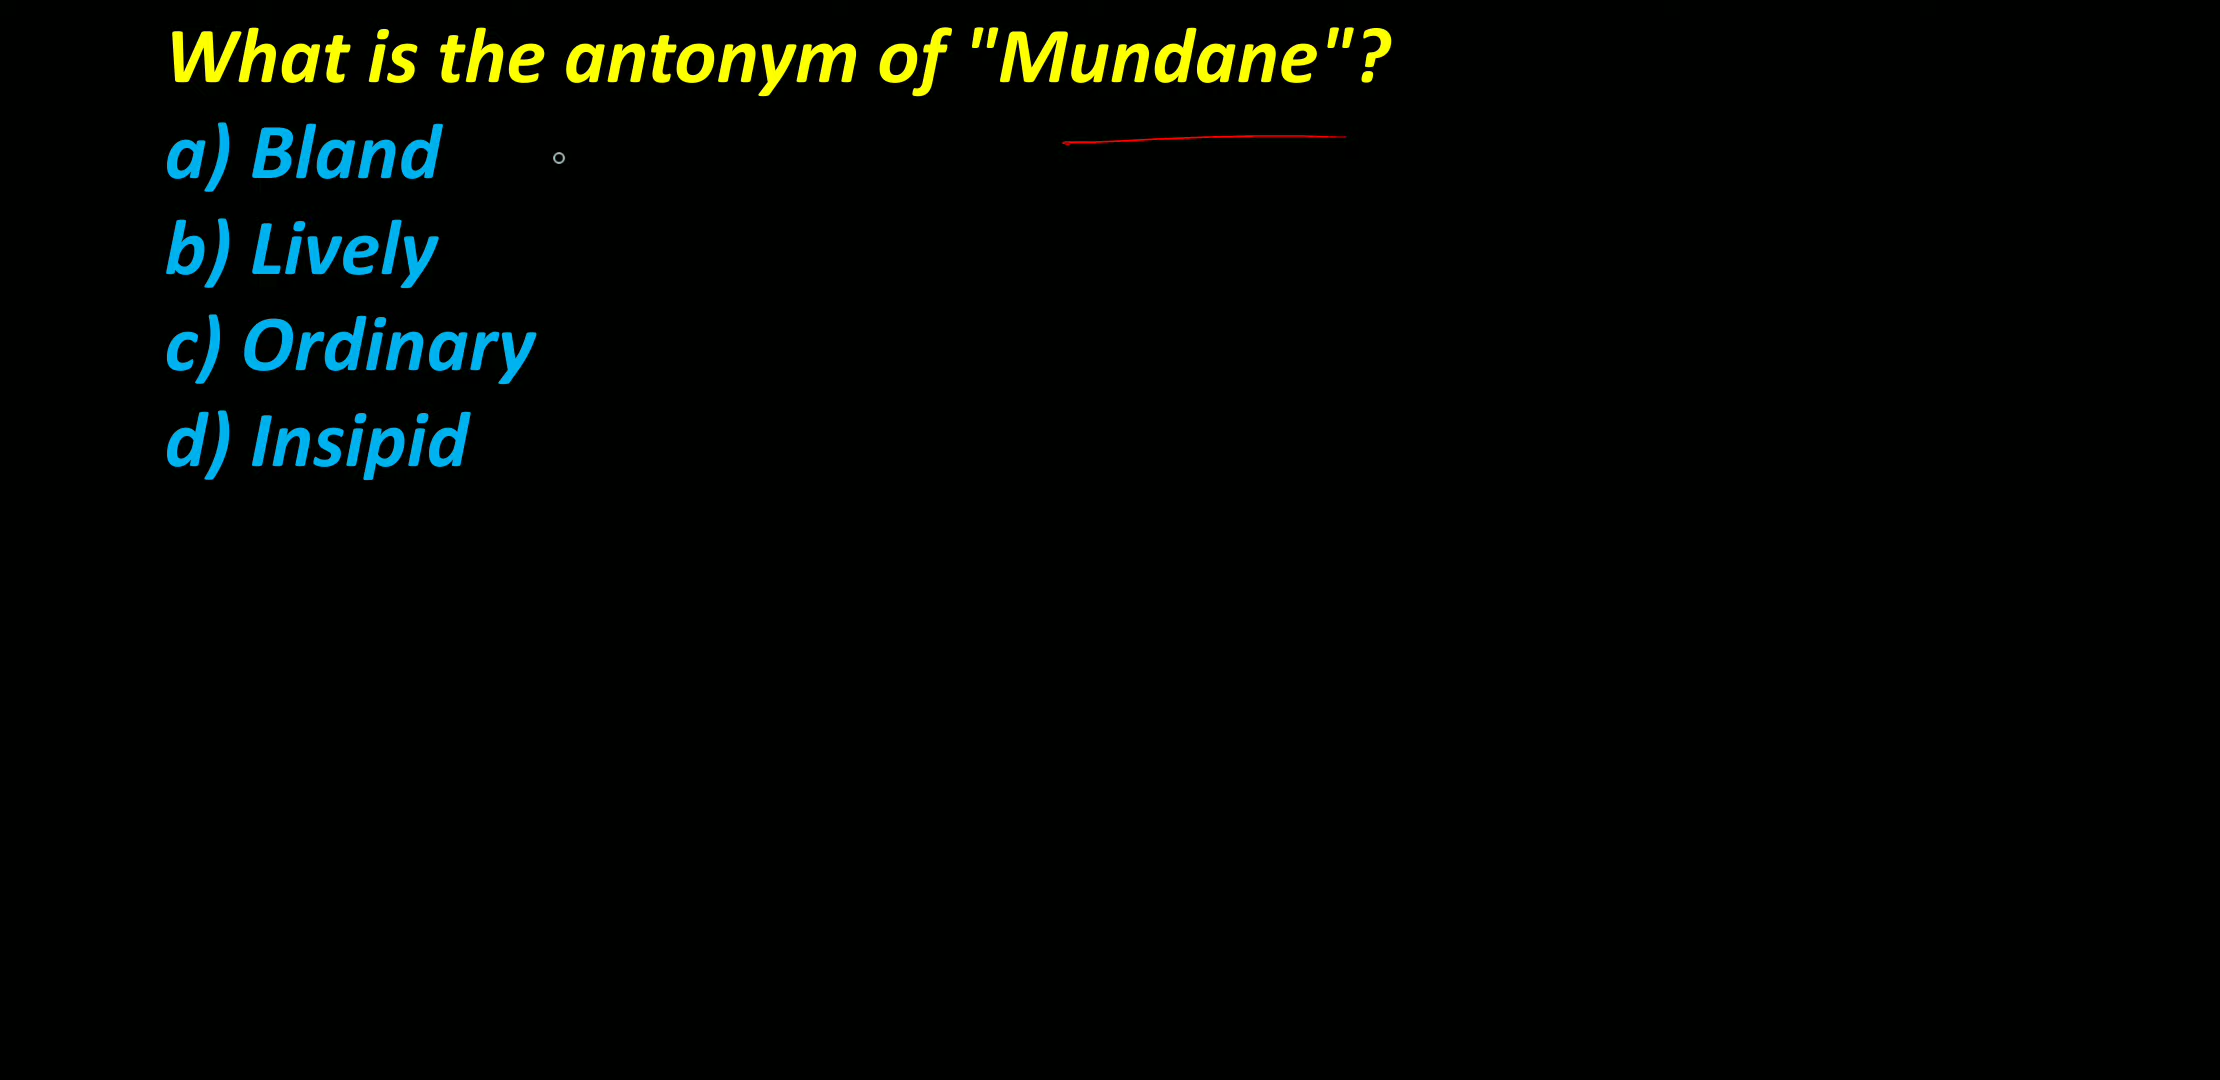 What is the antonym of "Mundane"?
a) Bland
b) Lively
c) Ordinary
d) Insipid